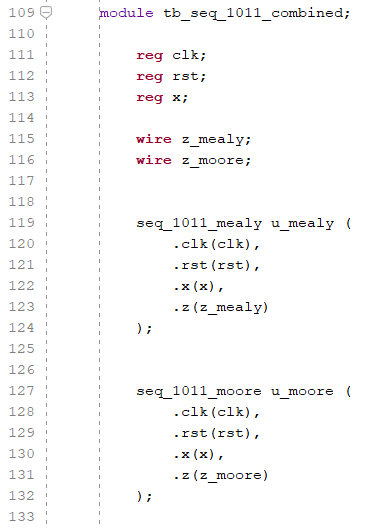 109 module tb_seq_1011_combined;
110
111 reg clk;
112 reg rst;
113 reg x;
114
115 wire z_mealy;
116 wire z_moore;
117
118
119 seq_1011_mealy u_mealy (
120 .clk(clk),
121 .rst(rst),
122 .x(x),
123 .z(z_mealy)
124 );
125
126
127 seq_1011_moore u_moore (
128 .clk(clk),
129 .rst(rst),
130 .x(x),
131 .z(z_moore)
132 );
133